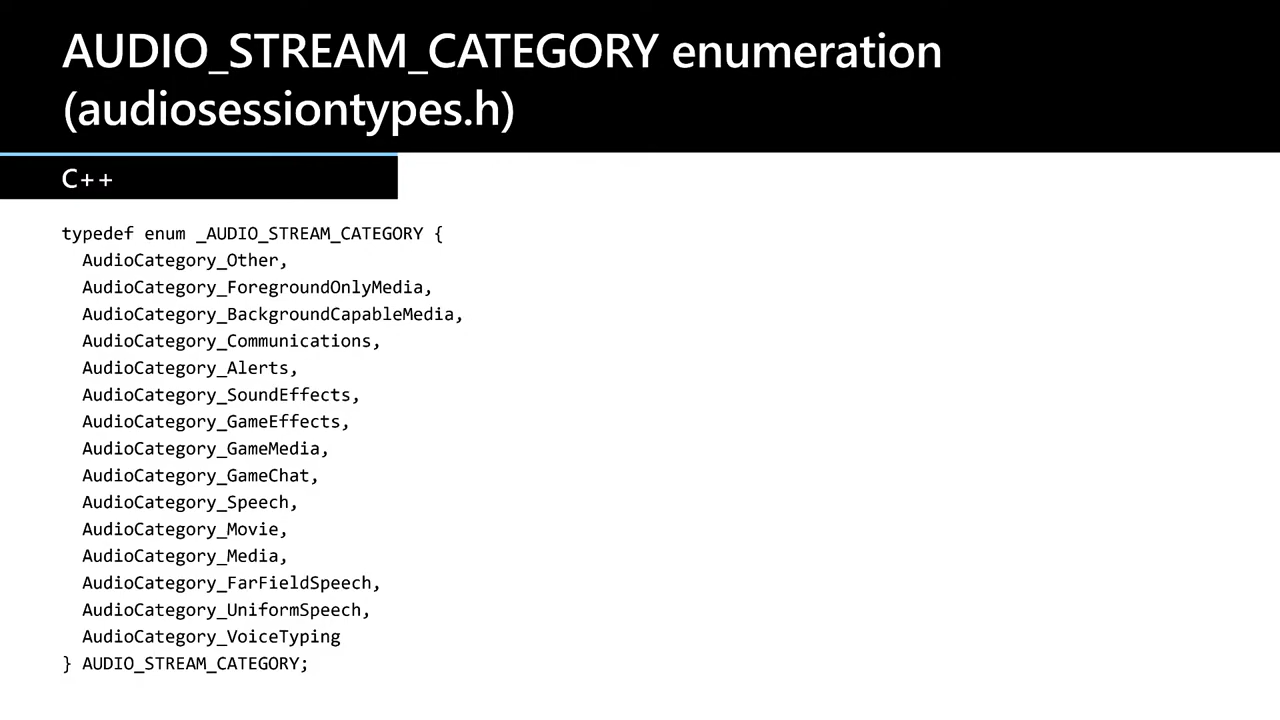 AUDIO_STREAM_CATEGORY enumeration
(audiosessiontypes.h)
C++
typedef enum _AUDIO_STREAM_CATEGORY {
  AudioCategory_Other,
  AudioCategory_ForegroundOnlyMedia,
  AudioCategory_BackgroundCapableMedia,
  AudioCategory_Communications,
  AudioCategory_Alerts,
  AudioCategory_SoundEffects,
  AudioCategory_GameEffects,
  AudioCategory_GameMedia,
  AudioCategory_GameChat,
  AudioCategory_Speech,
  AudioCategory_Movie,
  AudioCategory_Media,
  AudioCategory_FarFieldSpeech,
  AudioCategory_UniformSpeech,
  AudioCategory_VoiceTyping
} AUDIO_STREAM_CATEGORY;